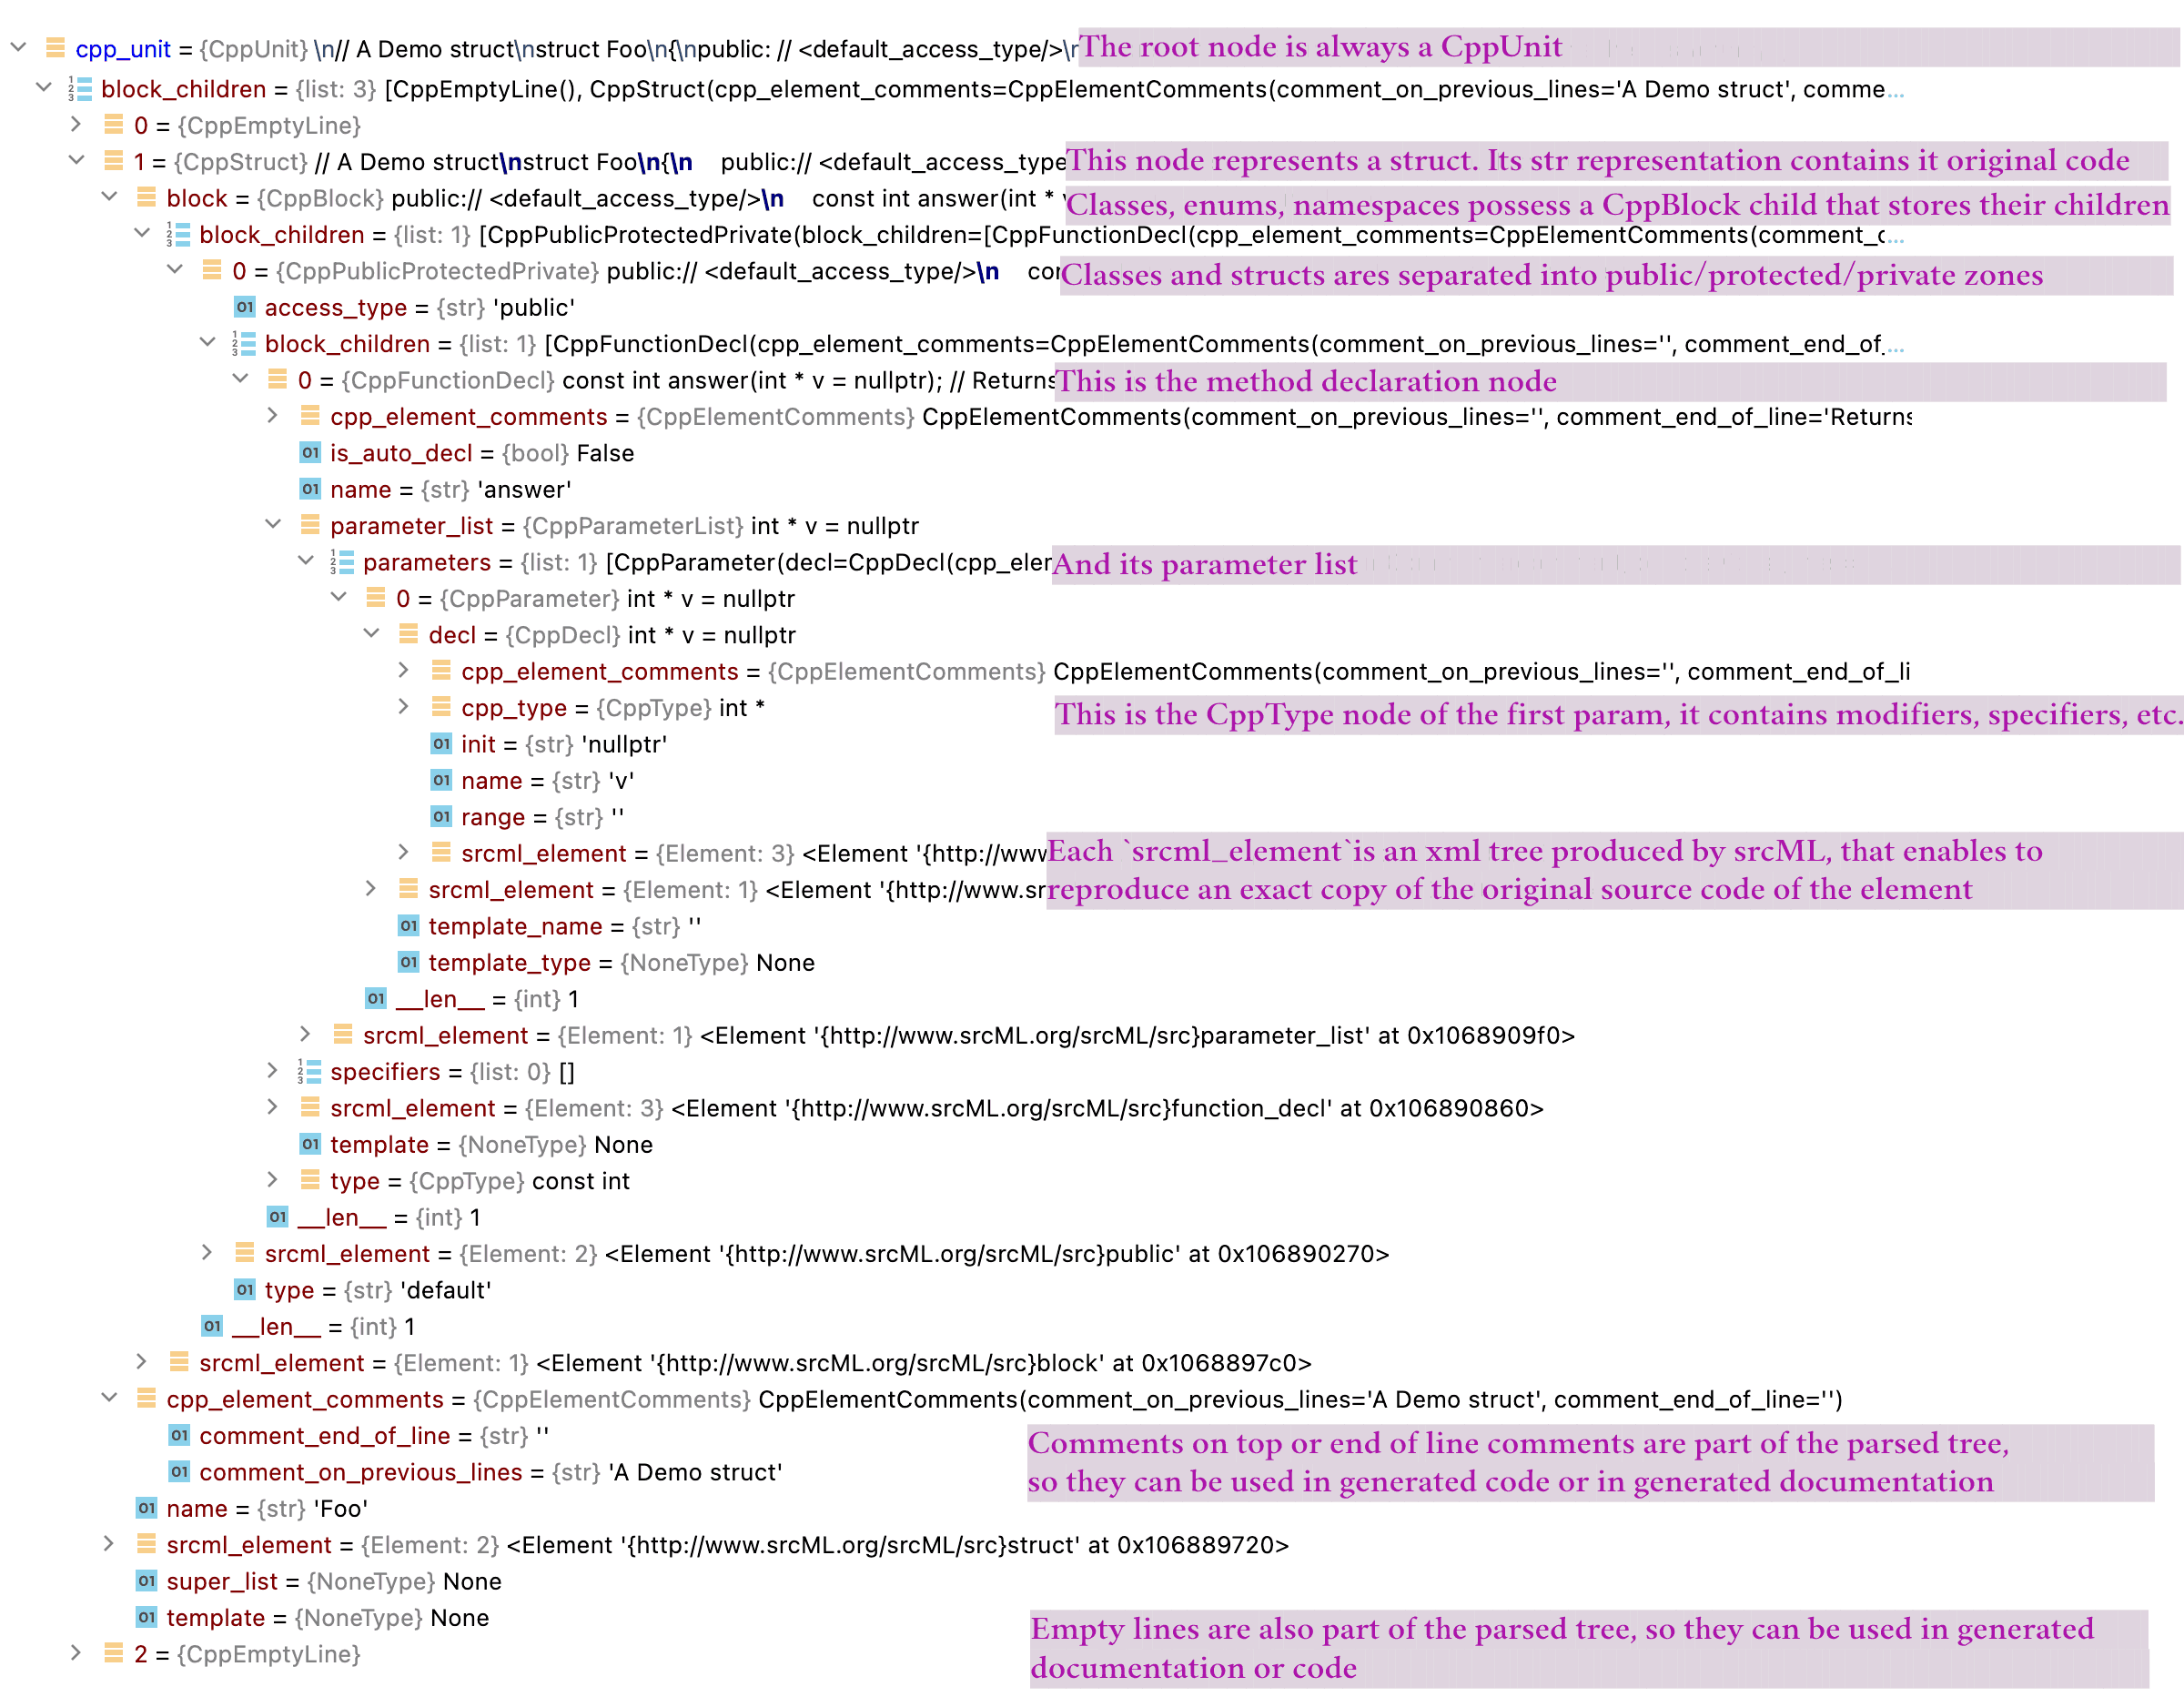 cpp_unit = {CppUnit} \n// A Demo struct\nstruct Foo\n{\npublic: // <default_access_type/>\n The root node is always a CppUnit
block_children = {list: 3} [CppEmptyLine(), CppStruct(cpp_element_comments=CppElementComments(comment_on_previous_lines='A Demo struct', comme...
0 = {CppEmptyLine}
1 = {CppStruct} // A Demo struct\nstruct Foo\n{\n    public:// <default_access_type This node represents a struct. Its str representation contains it original code
block = {CppBlock} public:// <default_access_type/>\n    const int answer(int * v Classes, enums, namespaces possess a CppBlock child that stores their children
block_children = {list: 1} [CppPublicProtectedPrivate(block_children=[CppFunctionDecl(cpp_element_comments=CppElementComments(comment_c...
0 = {CppPublicProtectedPrivate} public:// <default_access_type/>\n    cor Classes and structs ares separated into public/protected/private zones
access_type = {str} 'public'
block_children = {list: 1} [CppFunctionDecl(cpp_element_comments=CppElementComments(comment_on_previous_lines='', comment_end_of_...
0 = {CppFunctionDecl} const int answer(int * v = nullptr); // Returns This is the method declaration node
cpp_element_comments = {CppElementComments} CppElementComments(comment_on_previous_lines='', comment_end_of_line='Returns
01 is_auto_decl = {bool} False
01 name = {str} 'answer'
parameter_list = {CppParameterList} int * v = nullptr
parameters = {list: 1} [CppParameter(decl=CppDecl(cpp_eler And its parameter list
0 = {CppParameter} int * v = nullptr
decl = {CppDecl} int * v = nullptr
cpp_element_comments = {CppElementComments} CppElementComments(comment_on_previous_lines='', comment_end_of_li
cpp_type = {CppType} int *
This is the CppType node of the first param, it contains modifiers, specifiers, etc.
01 init = {str} 'nullptr'
01 name = {str} 'v'
01 range = {str} ''
srcml_element = {Element: 3} <Element '{http://www Each `srcml_element`is an xml tree produced by srcML, that enables to
srcml_element = {Element: 1} <Element '{http://www.sr reproduce an exact copy of the original source code of the element
01 template_name = {str} ''
01 template_type = {NoneType} None
01 __len__ = {int} 1
srcml_element = {Element: 1} <Element '{http://www.srcML.org/srcML/src}parameter_list' at 0x1068909f0>
specifiers = {list: 0} []
srcml_element = {Element: 3} <Element '{http://www.srcML.org/srcML/src}function_decl' at 0x106890860>
01 template = {NoneType} None
type = {CppType} const int
01 __len__ = {int} 1
srcml_element = {Element: 2} <Element '{http://www.srcML.org/srcML/src}public' at 0x106890270>
01 type = {str} 'default'
01 __len__ = {int} 1
srcml_element = {Element: 1} <Element '{http://www.srcML.org/srcML/src}block' at 0x1068897c0>
cpp_element_comments = {CppElementComments} CppElementComments(comment_on_previous_lines='A Demo struct', comment_end_of_line='')
01 comment_end_of_line = {str} ''
Comments on top or end of line comments are part of the parsed tree,
01 comment_on_previous_lines = {str} 'A Demo struct'
so they can be used in generated code or in generated documentation
01 name = {str} 'Foo'
srcml_element = {Element: 2} <Element '{http://www.srcML.org/srcML/src}struct' at 0x106889720>
01 super_list = {NoneType} None
01 template = {NoneType} None
Empty lines are also part of the parsed tree, so they can be used in generated
2 = {CppEmptyLine}
documentation or code